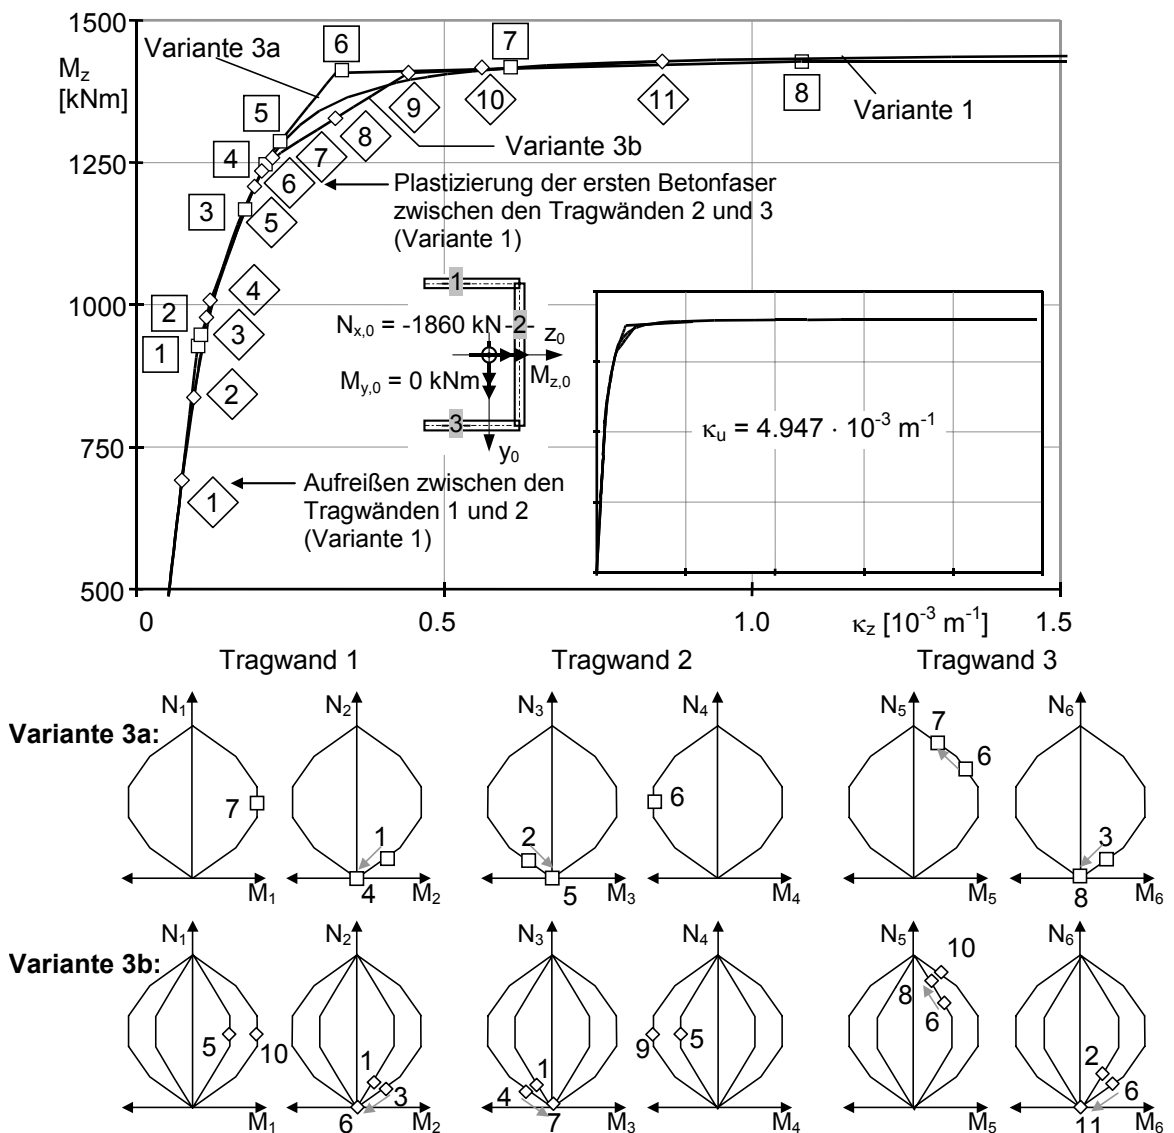 1500
M_z
[kNm]
1250
1000
750
500
0
0.5
1.0
1.5
κ_z [10^-3 m^-1]
Variante 3a
6
7
5
4
3
2
1
8
Variante 1
Variante 3b
11
10
9
8
7
6
5
4
3
2
1
Plastizierung der ersten Betonfaser
zwischen den Tragwänden 2 und 3
(Variante 1)
1
N_x,0 = -1860 kN
2
z_0
M_y,0 = 0 kNm
M_z,0
3
y_0
Aufreißen zwischen den
Tragwänden 1 und 2
(Variante 1)
κ_u = 4.947 · 10^-3 m^-1
Tragwand 1
Tragwand 2
Tragwand 3
Variante 3a:
N_1
7
M_1
N_2
1
4
M_2
N_3
2
5
M_3
N_4
6
M_4
N_5
7
6
M_5
N_6
3
8
M_6
Variante 3b:
N_1
5
10
M_1
N_2
1
3
6
M_2
N_3
1
4
7
M_3
N_4
9
5
M_4
N_5
10
8
6
M_5
N_6
2
6
11
M_6